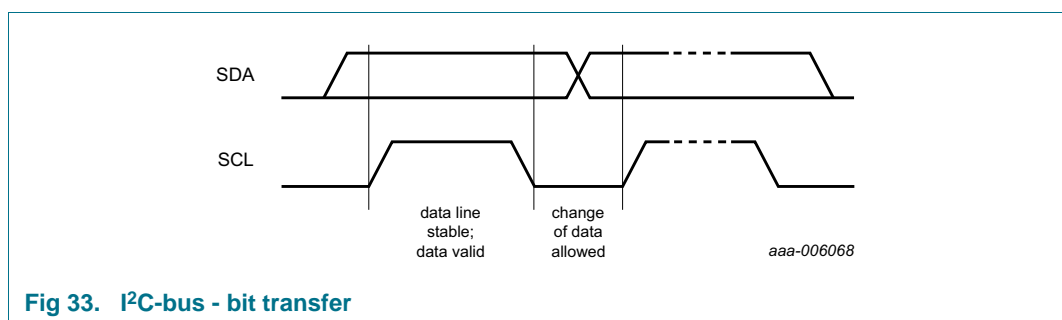 SDA
SCL
data line
stable;
data valid
change
of data
allowed
aaa-006068
Fig 33. I²C-bus - bit transfer